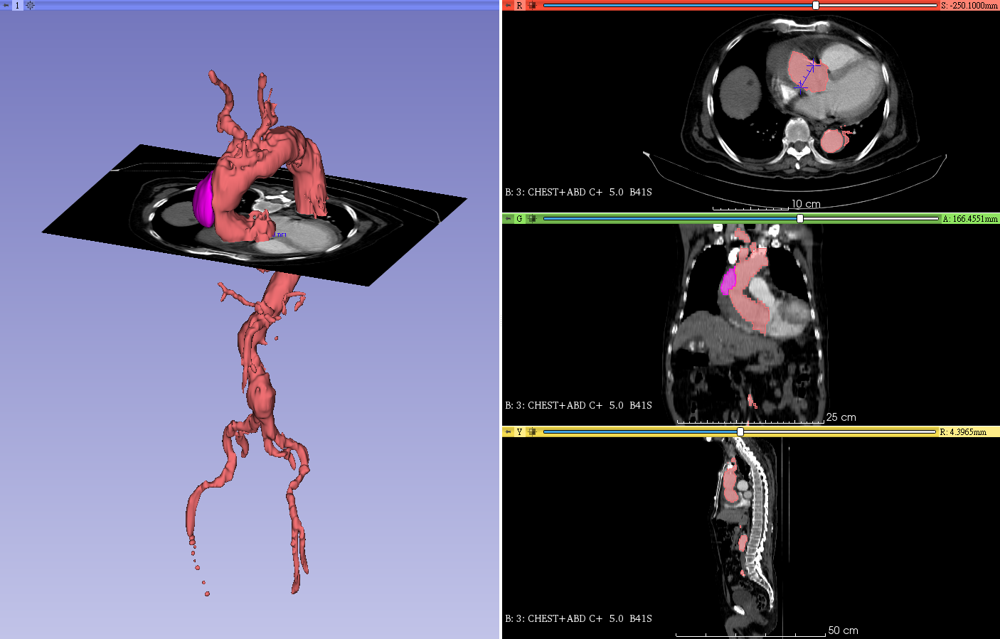 1
R
S: -250.1000mm
B: 3: CHEST+ABD C+ 5.0 B41S
10 cm
G
A: 166.4551mm
B: 3: CHEST+ABD C+ 5.0 B41S
25 cm
Y
R: 4.3965mm
B: 3: CHEST+ABD C+ 5.0 B41S
50 cm